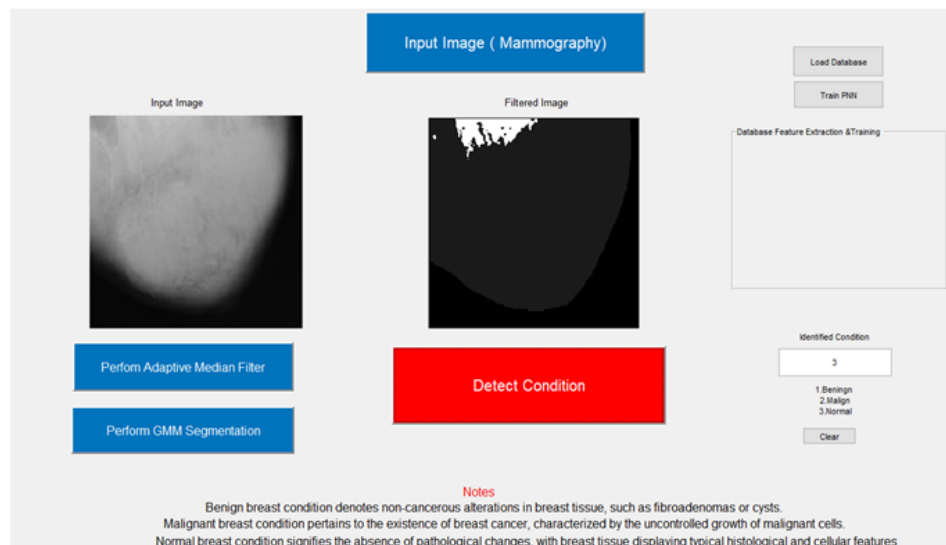 Input Image ( Mammography)
Load Database
Train PNN
Input Image
Filtered Image
Database Feature Extraction &Training
Perfom Adaptive Median Filter
Perform GMM Segmentation
Detect Condition
Identified Condition
3
1.Beningn
2.Malign
3.Normal
Clear
Notes
Benign breast condition denotes non-cancerous alterations in breast tissue, such as fibroadenomas or cysts.
Malignant breast condition pertains to the existence of breast cancer, characterized by the uncontrolled growth of malignant cells.
Normal breast condition signifies the absence of pathological changes, with breast tissue displaying typical histological and cellular features